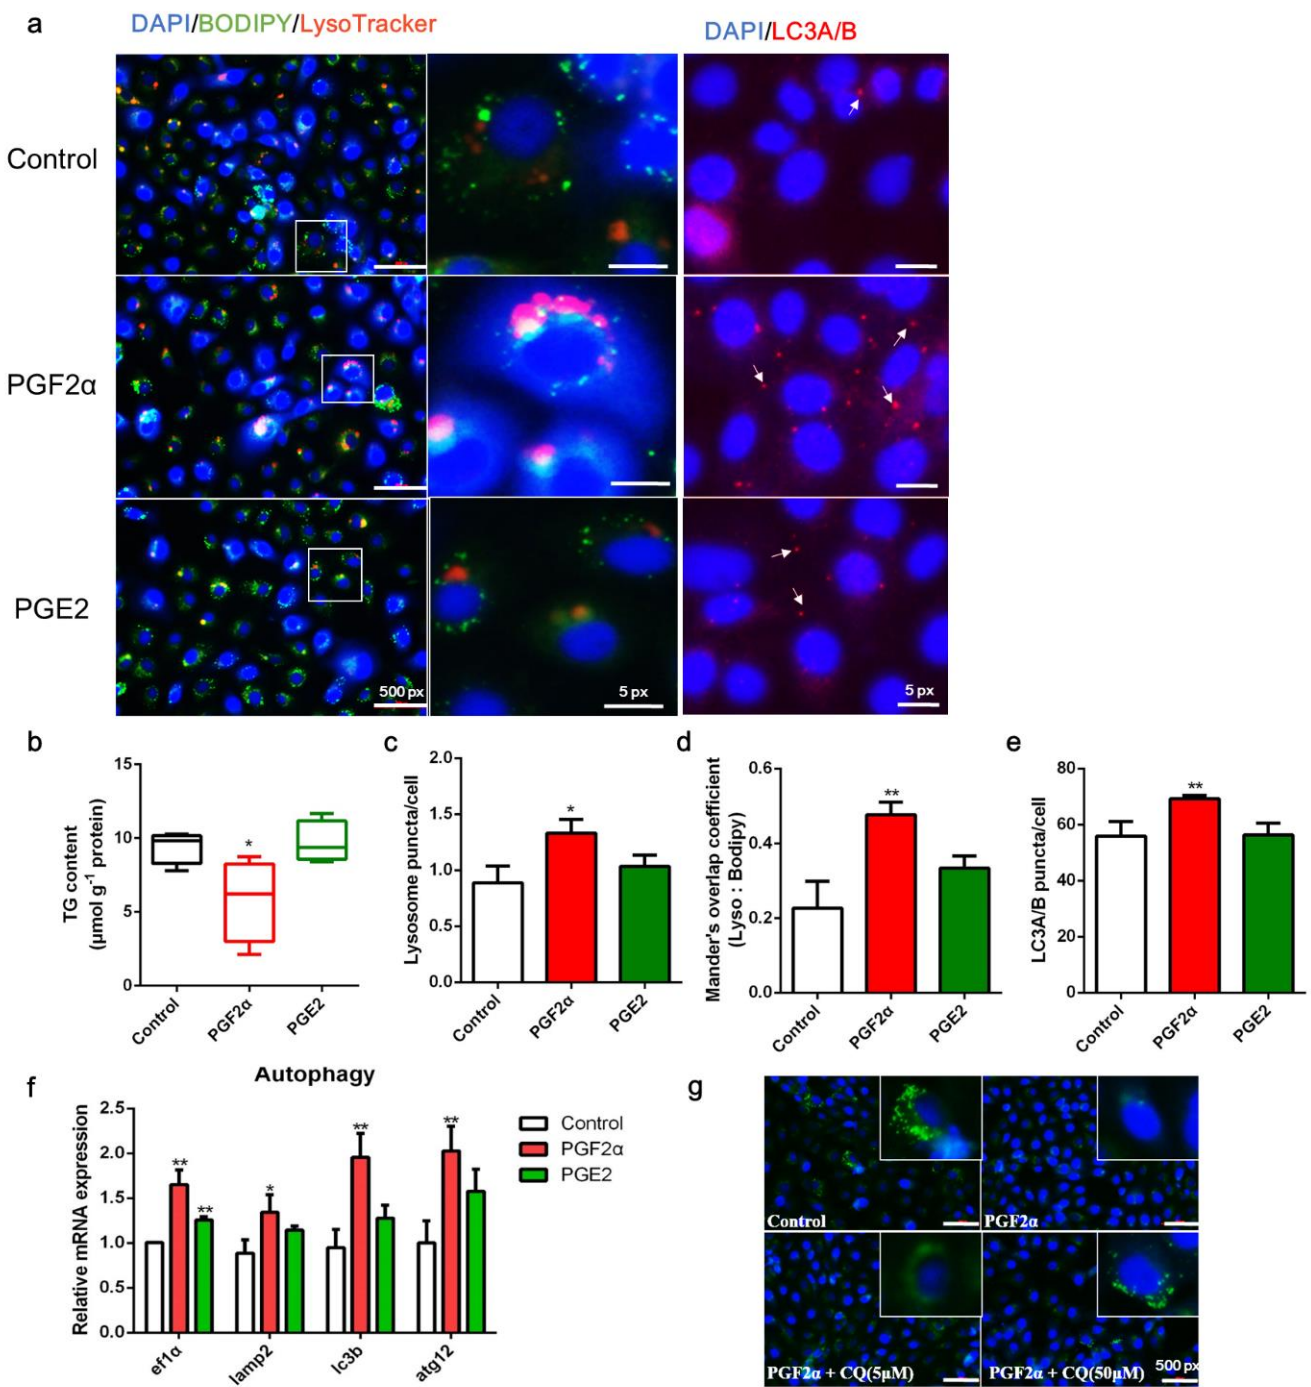 a
DAPI/BODIPY/LysoTracker
DAPI/LC3A/B
Control
PGF2α
PGE2
500 px
5 px
5 px
b
TG content
(µmol g-1 protein)
15
10
5
0
*
Control
PGF2α
PGE2
c
Lysosome puncta/cell
2.0
1.5
1.0
0.5
0.0
*
Control
PGF2α
PGE2
d
Mander's overlap coefficient
(Lyso : Bodipy)
0.6
0.4
0.2
0.0
**
Control
PGF2α
PGE2
e
LC3A/B puncta/cell
80
60
40
20
0
**
Control
PGF2α
PGE2
f
Autophagy
Relative mRNA expression
2.5
2.0
1.5
1.0
0.5
0.0
**
**
*
**
**
ef1α
lamp2
lc3b
atg12
Control
PGF2α
PGE2
g
Control
PGF2α
PGF2α + CQ(5µM)
PGF2α + CQ(50µM)
500 px